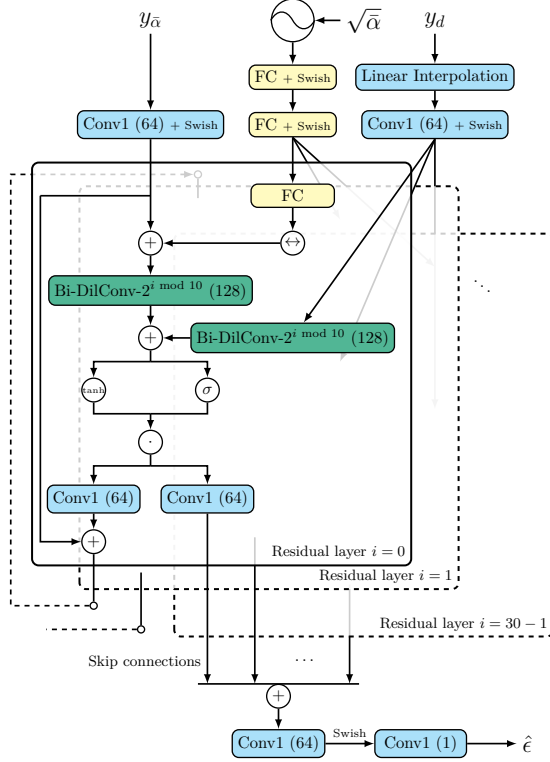 y_ᾱ
√ᾱ
y_d
FC + Swish
Linear Interpolation
Conv1 (64) + Swish
FC + Swish
Conv1 (64) + Swish
FC
+
↔
Bi-DilConv-2^{i mod 10} (128)
+
Bi-DilConv-2^{i mod 10} (128)
tanh
σ
·
Conv1 (64)
Conv1 (64)
+
Residual layer i = 0
Residual layer i = 1
Residual layer i = 30 − 1
Skip connections
...
+
Conv1 (64)
Swish
Conv1 (1)
ϵ̂